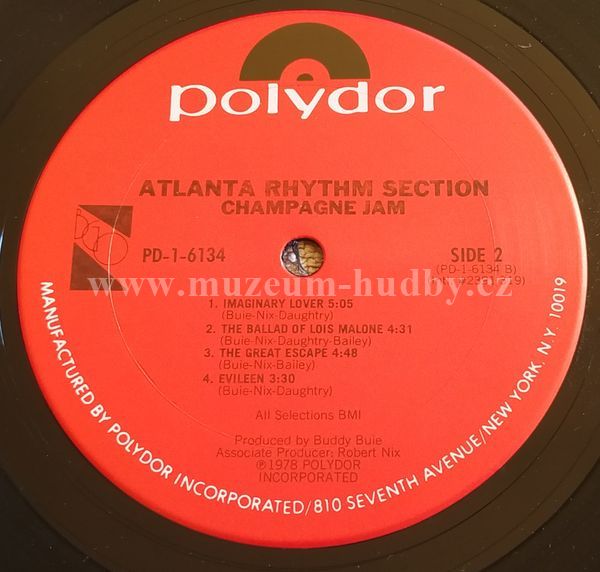 polydor
ATLANTA RHYTHM SECTION
CHAMPAGNE JAM
PD-1-6134
SIDE 2
(PD-1-6134 B)
www.muzeum-hudby.cz
1. IMAGINARY LOVER 5:05
(Buie-Nix-Daughtry)
2. THE BALLAD OF LOIS MALONE 4:31
(Buie-Nix-Daughtry-Bailey)
3. THE GREAT ESCAPE 4:48
(Buie-Nix-Bailey)
4. EVILEEN 3:30
(Buie-Nix-Daughtry)
All Selections BMI
Produced by Buddy Buie
Associate Producer: Robert Nix
℗1978 POLYDOR
INCORPORATED
MANUFACTURED BY POLYDOR INCORPORATED/810 SEVENTH AVENUE/NEW YORK, N.Y. 10019